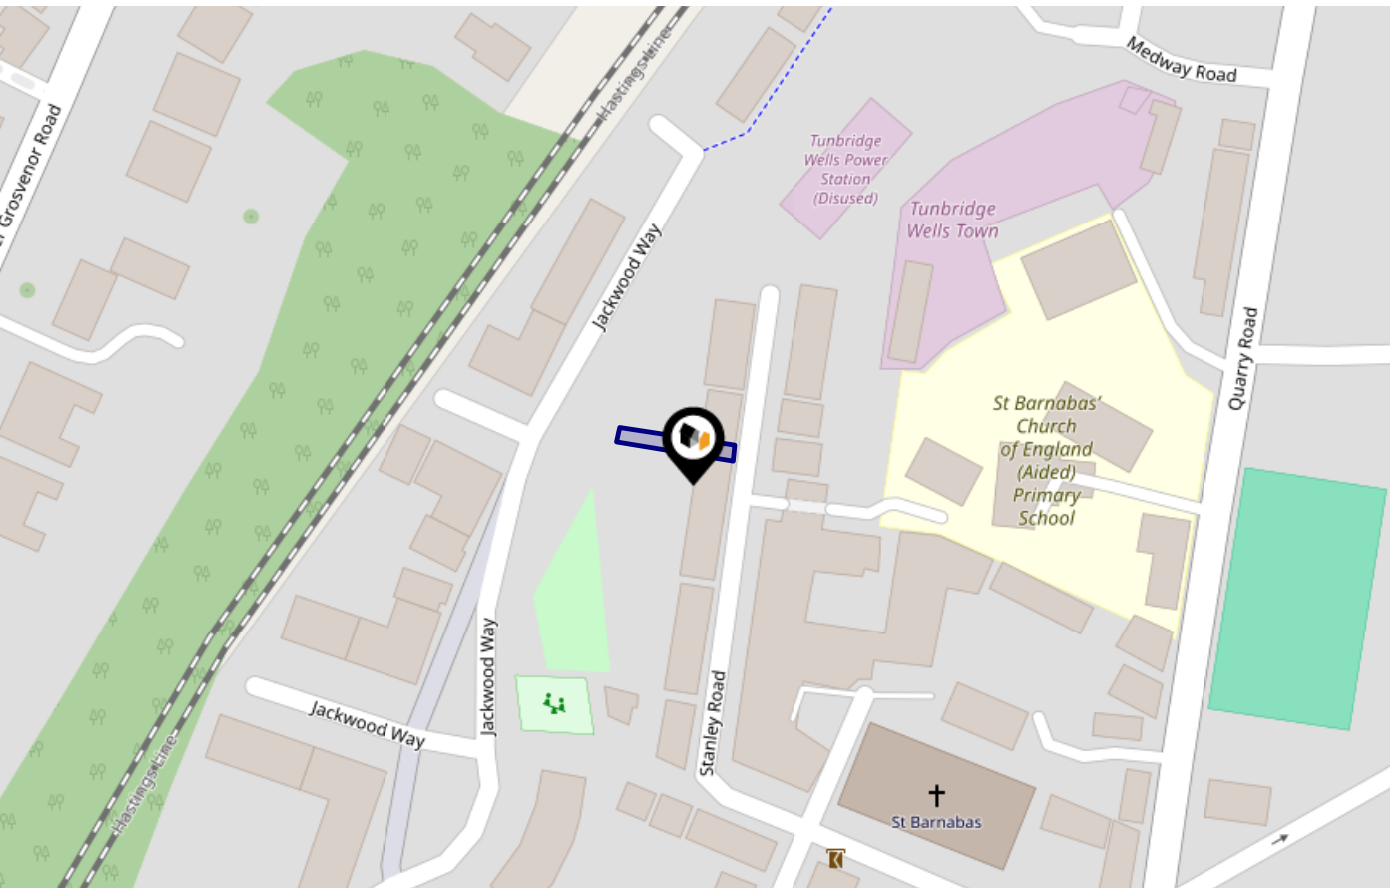 Medway Road
Hastings Line
er Grosvenor Road
Tunbridge
Wells Power
Station
(Disused)
Tunbridge
Wells Town
Jackwood Way
Quarry Road
St Barnabas'
Church
of England
(Aided)
Primary
School
Jackwood Way
Stanley Road
Jackwood Way
Hastings Line
St Barnabas